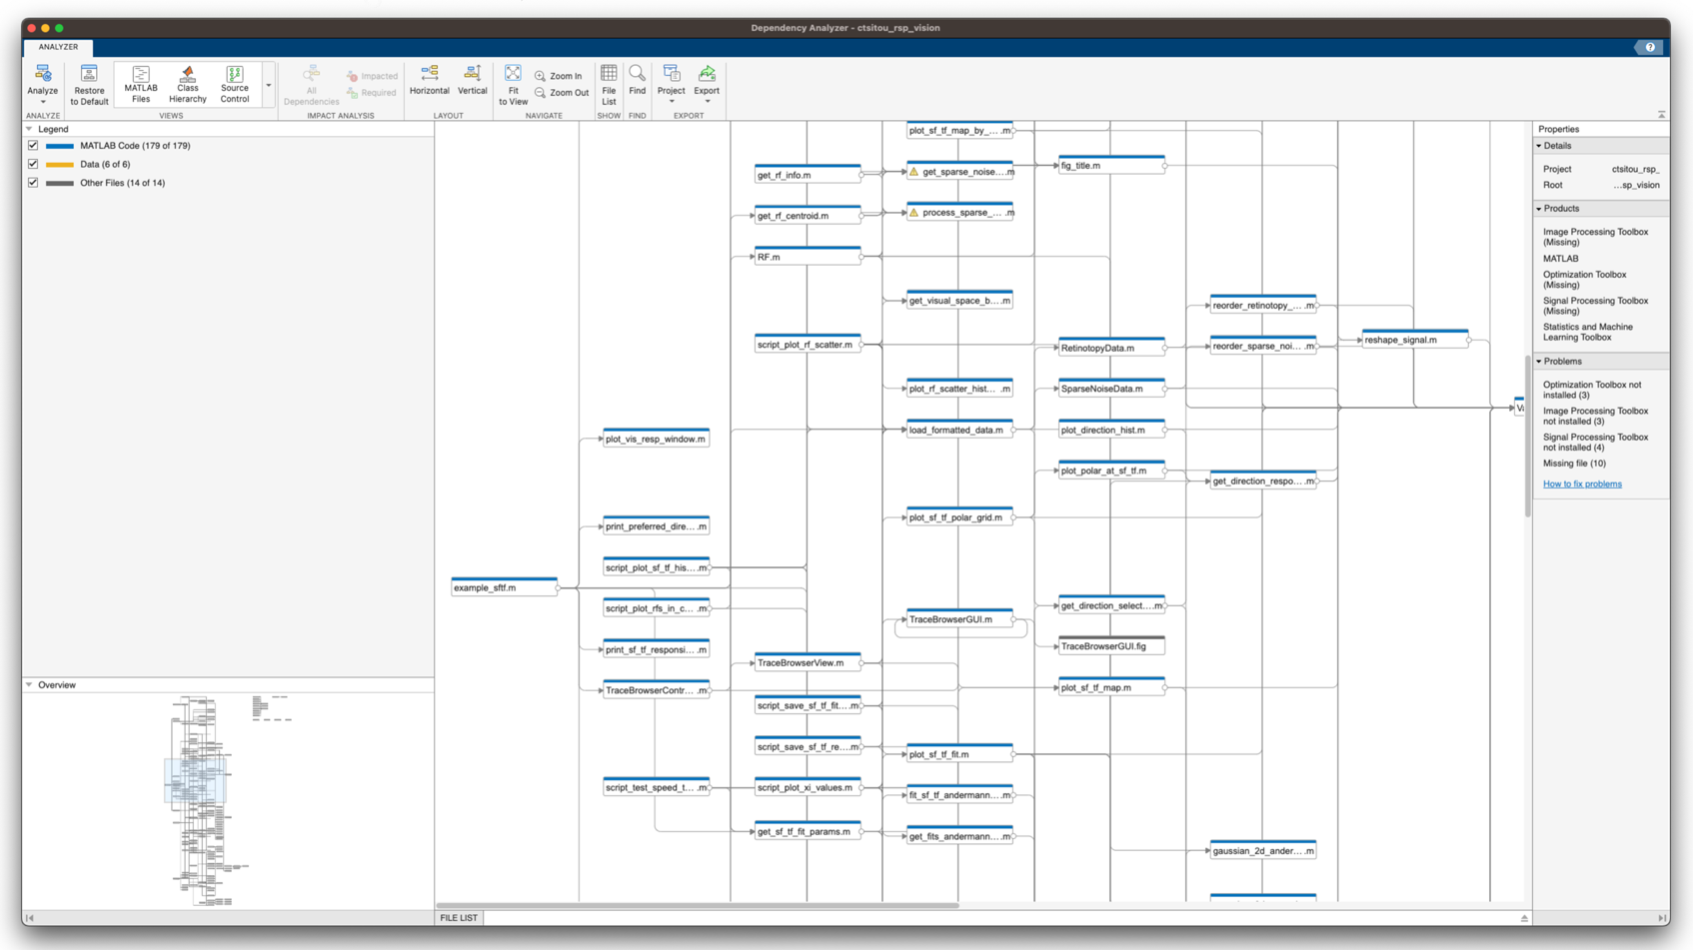 Dependency Analyzer - ctsitou_rsp_vision
ANALYZER
?
Analyze
Restore
to Default
MATLAB
Files
Class
Hierarchy
Source
Control
All
Dependencies
Impacted
Required
Horizontal
Vertical
Fit
to View
Zoom In
Zoom Out
File
List
Find
Project
Export
ANALYZE
VIEWS
IMPACT ANALYSIS
LAYOUT
NAVIGATE
SHOW
FIND
EXPORT
Legend
MATLAB Code (179 of 179)
Data (6 of 6)
Other Files (14 of 14)
Overview
plot_sf_tf_map_by_... .m
get_rf_info.m
get_sparse_noise....m
fig_title.m
get_rf_centroid.m
process_sparse_... .m
RF.m
get_visual_space_b....m
reorder_retinotopy_... .m
script_plot_rf_scatter.m
RetinotopyData.m
reorder_sparse_noi... .m
reshape_signal.m
plot_rf_scatter_hist... .m
SparseNoiseData.m
plot_vis_resp_window.m
load_formatted_data.m
plot_direction_hist.m
plot_polar_at_sf_tf.m
get_direction_respo... .m
print_preferred_dire... .m
plot_sf_tf_polar_grid.m
script_plot_sf_tf_his....m
example_sftf.m
script_plot_rfs_in_c... .m
get_direction_select....m
TraceBrowserGUI.m
print_sf_tf_responsi... .m
TraceBrowserGUI.fig
TraceBrowserView.m
TraceBrowserContr... .m
plot_sf_tf_map.m
script_save_sf_tf_fit....m
script_save_sf_tf_re....m
plot_sf_tf_fit.m
script_test_speed_t... .m
script_plot_xi_values.m
fit_sf_tf_andermann....m
get_sf_tf_fit_params.m
get_fits_andermann....m
gaussian_2d_ander....m
FILE LIST
Properties
Details
Project ctsitou_rsp_
Root ...sp_vision
Products
Image Processing Toolbox
(Missing)
MATLAB
Optimization Toolbox
(Missing)
Signal Processing Toolbox
(Missing)
Statistics and Machine
Learning Toolbox
Problems
Optimization Toolbox not
installed (3)
Image Processing Toolbox
not installed (3)
Signal Processing Toolbox
not installed (4)
Missing file (10)
How to fix problems